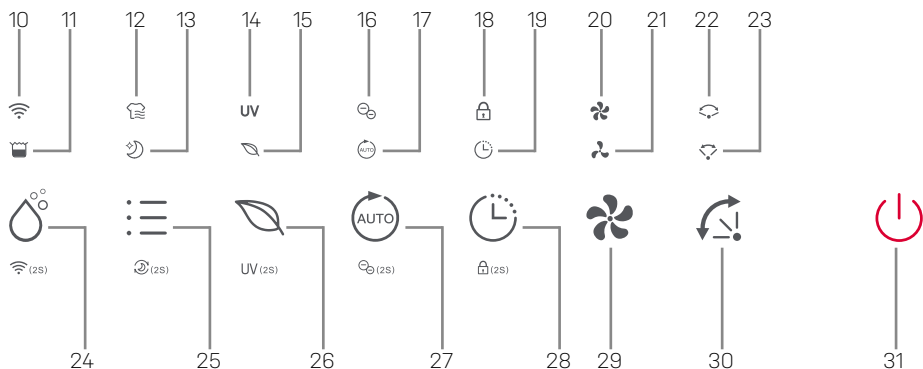 10 11 12 13 14 15 16 17 18 19 20 21 22 23
UV
AUTO
AUTO
(2S) (2S) UV (2S) (2S) (2S)
24 25 26 27 28 29 30 31